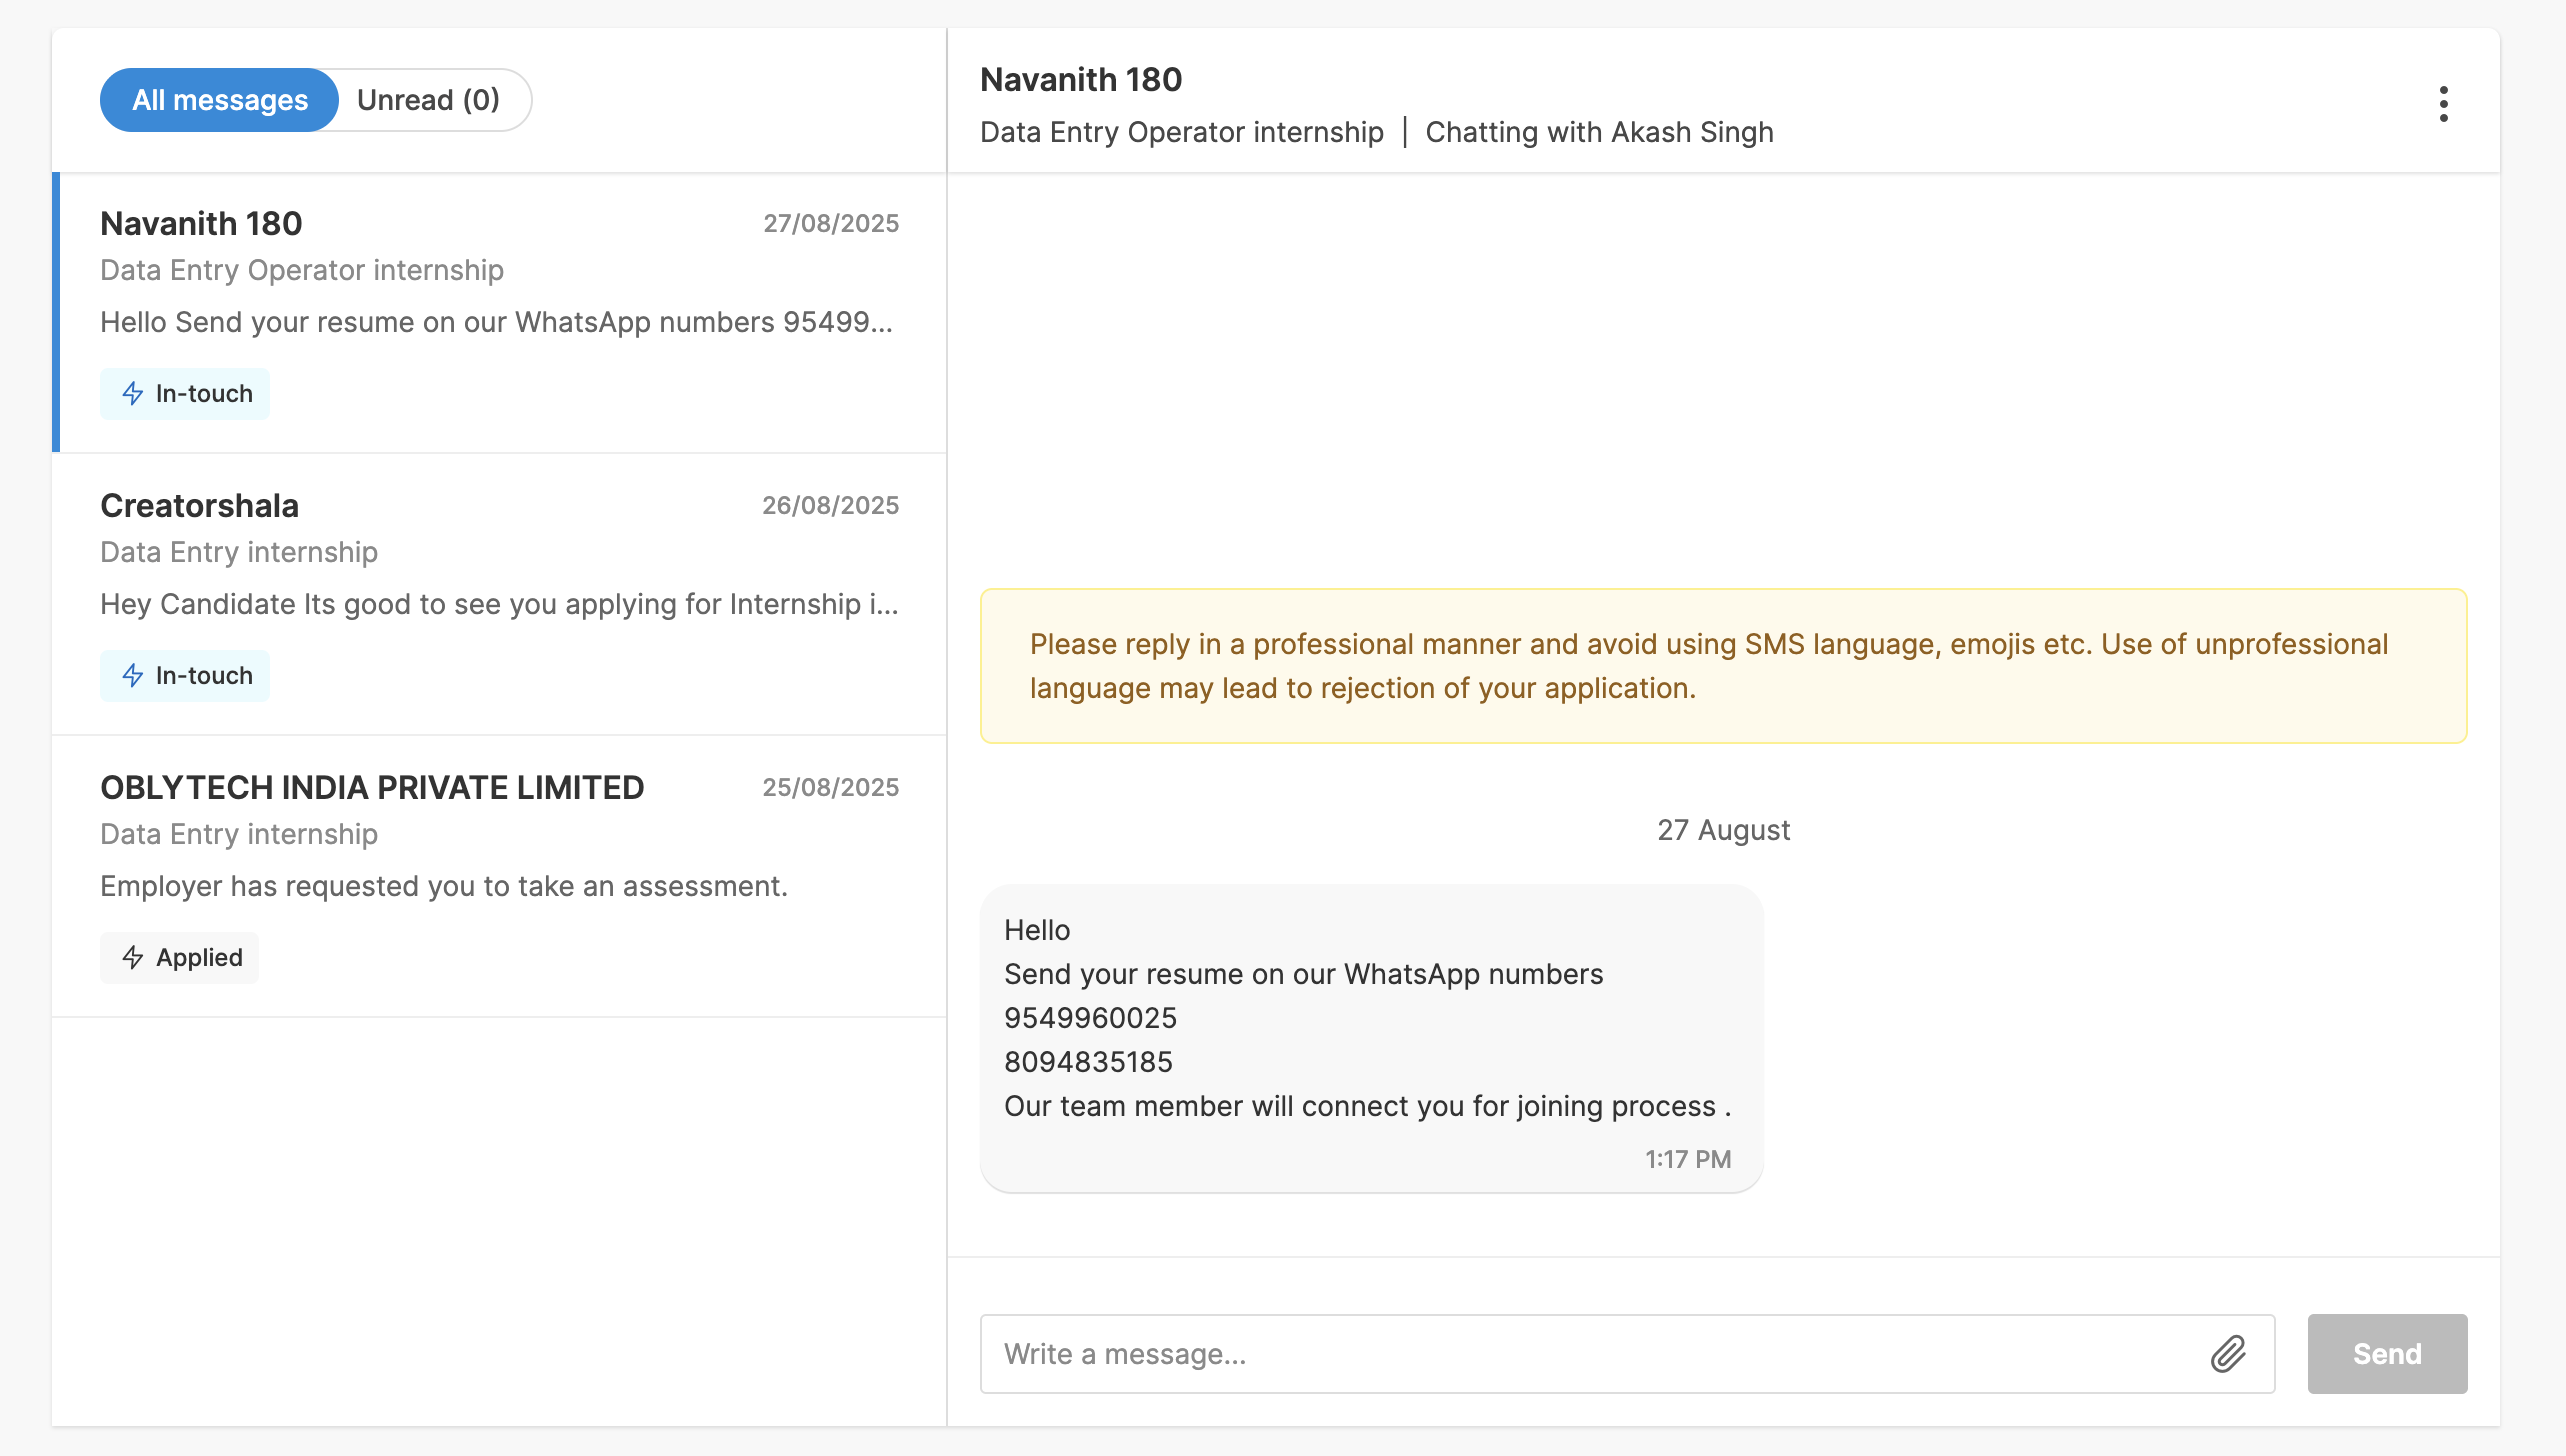 All messages
Unread (0)
Navanith 180
27/08/2025
Data Entry Operator internship
Hello Send your resume on our WhatsApp numbers 95499...
In-touch
Creatorshala
26/08/2025
Data Entry internship
Hey Candidate Its good to see you applying for Internship i...
In-touch
OBLYTECH INDIA PRIVATE LIMITED
25/08/2025
Data Entry internship
Employer has requested you to take an assessment.
Applied
Navanith 180
Data Entry Operator internship | Chatting with Akash Singh
Please reply in a professional manner and avoid using SMS language, emojis etc. Use of unprofessional
language may lead to rejection of your application.
27 August
Hello
Send your resume on our WhatsApp numbers
9549960025
8094835185
Our team member will connect you for joining process .
1:17 PM
Write a message...
Send